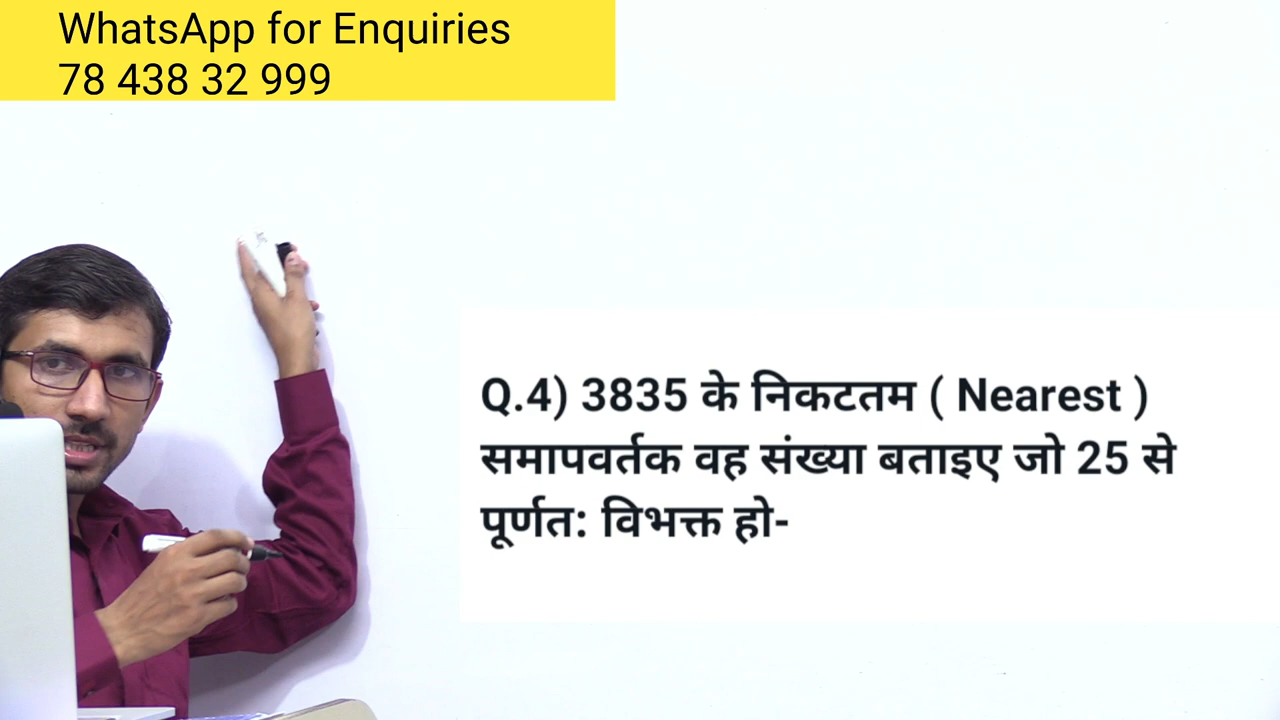 WhatsApp for Enquiries
78 438 32 999
Q.4) 3835 के निकटतम ( Nearest )
समापवर्तक वह संख्या बताइए जो 25 से
पूर्णत: विभक्त हो-